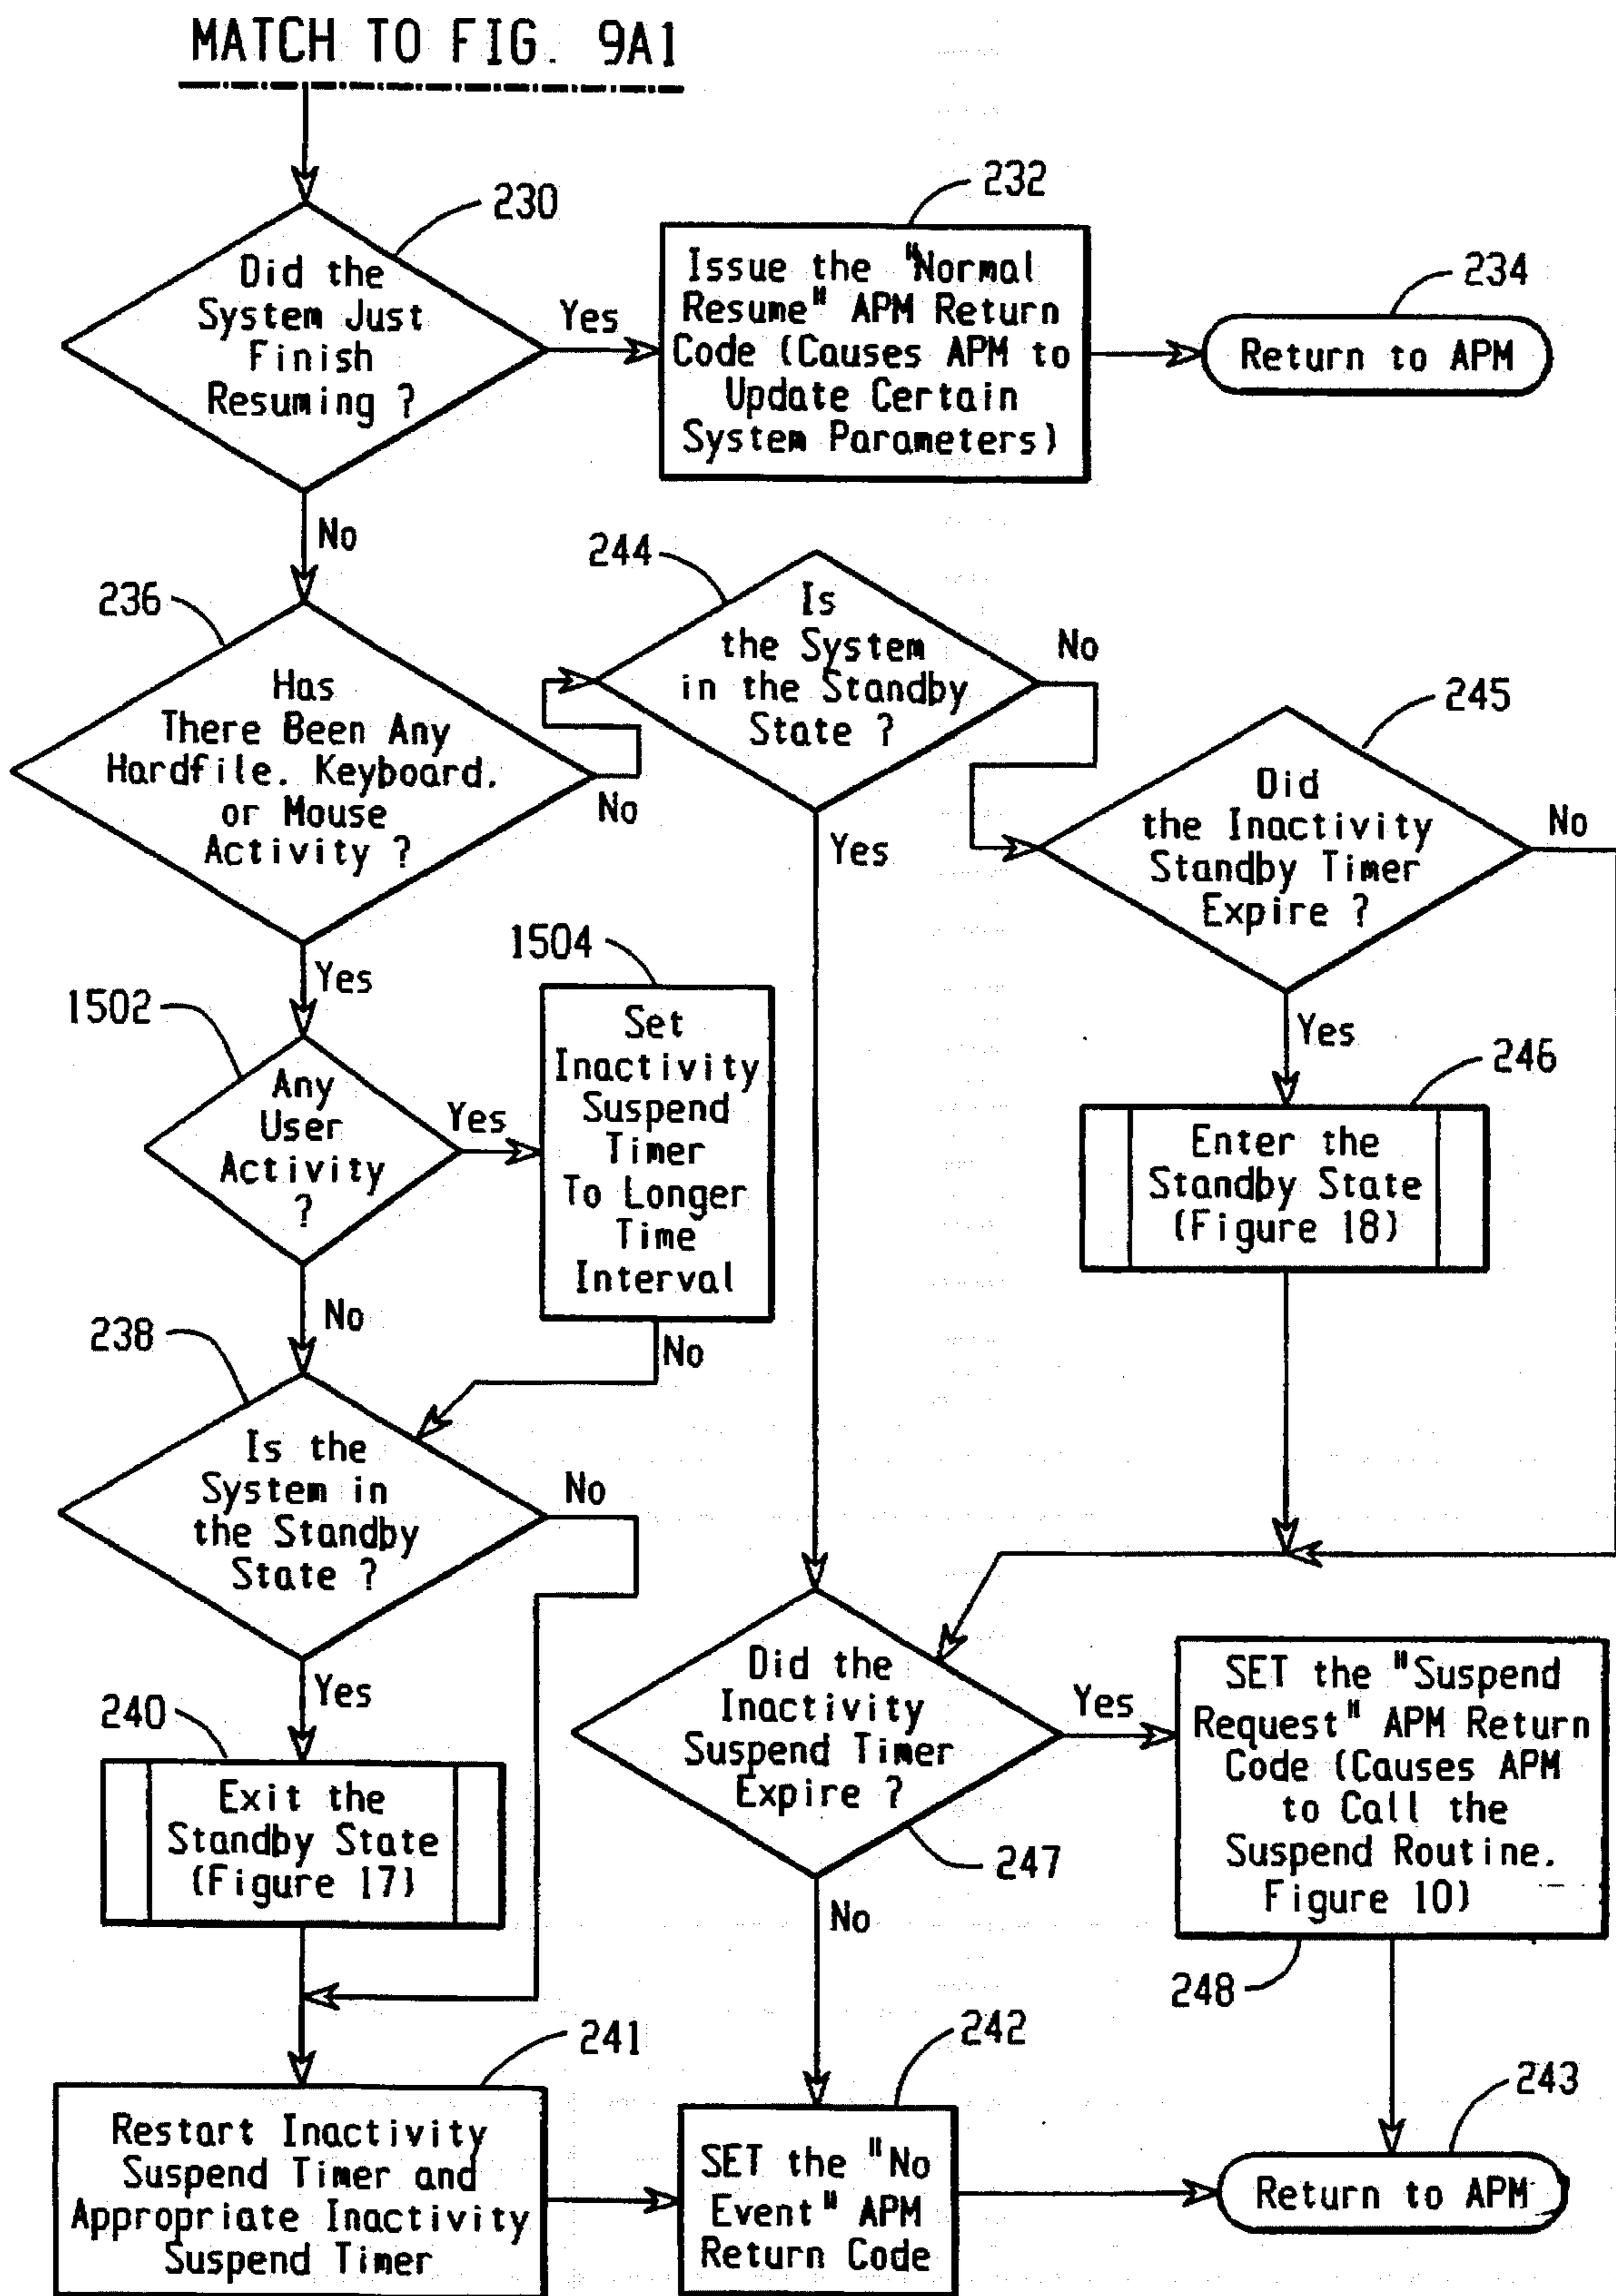 MATCH TO FIG. 9A1
230
Did the
System Just
Finish
Resuming ?
Yes
No
232
Issue the "Normal
Resume" APM Return
Code (Causes APM to
Update Certain
System Parameters)
234
Return to APM
236
Has
There Been Any
Hardfile. Keyboard.
or Mouse
Activity ?
No
Yes
244
Is
the System
in the Standby
State ?
No
Yes
245
Did
the Inactivity
Standby Timer
Expire ?
No
Yes
1502
Any
User
Activity
?
Yes
No
1504
Set
Inactivity
Suspend
Timer
To Longer
Time
Interval
No
246
Enter the
Standby State
(Figure 18)
238
Is the
System in
the Standby
State ?
No
Yes
240
Exit the
Standby State
(Figure 17)
Did the
Inactivity
Suspend Timer
Expire ?
Yes
247
No
SET the "Suspend
Request" APM Return
Code (Causes APM
to Call the
Suspend Routine.
Figure 10)
248
241
Restart Inactivity
Suspend Timer and
Appropriate Inactivity
Suspend Timer
242
SET the "No
Event" APM
Return Code
243
Return to APM